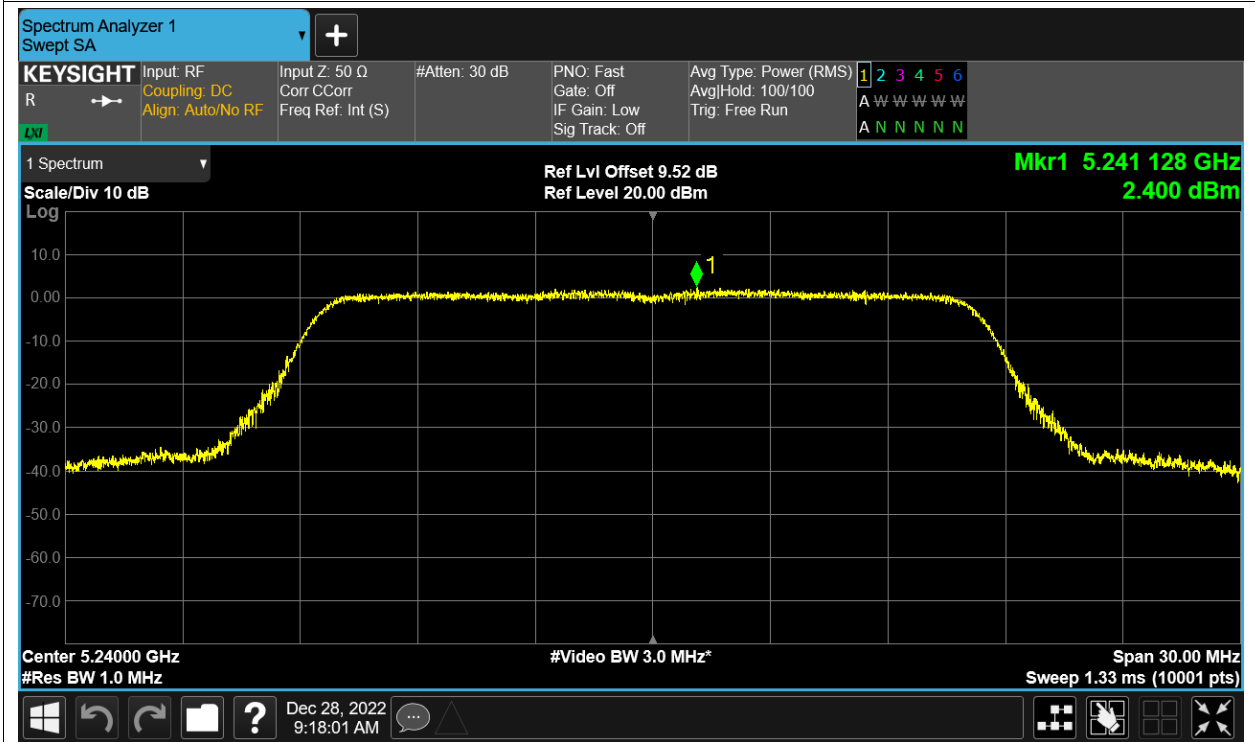 Spectrum Analyzer 1
Swept SA
+
KEYSIGHT
R
LXI
Input: RF
Coupling: DC
Align: Auto/No RF
Input Z: 50 Ω
Corr CCorr
Freq Ref: Int (S)
#Atten: 30 dB
PNO: Fast
Gate: Off
IF Gain: Low
Sig Track: Off
Avg Type: Power (RMS)
Avg|Hold: 100/100
Trig: Free Run
1 2 3 4 5 6
A W W W W W
A N N N N N
1 Spectrum
Scale/Div 10 dB
Log
Ref Lvl Offset 9.52 dB
Ref Level 20.00 dBm
Mkr1 5.241 128 GHz
2.400 dBm
10.0
0.00
-10.0
-20.0
-30.0
-40.0
-50.0
-60.0
-70.0
1
Center 5.24000 GHz
#Res BW 1.0 MHz
#Video BW 3.0 MHz*
Span 30.00 MHz
Sweep 1.33 ms (10001 pts)
?
Dec 28, 2022
9:18:01 AM